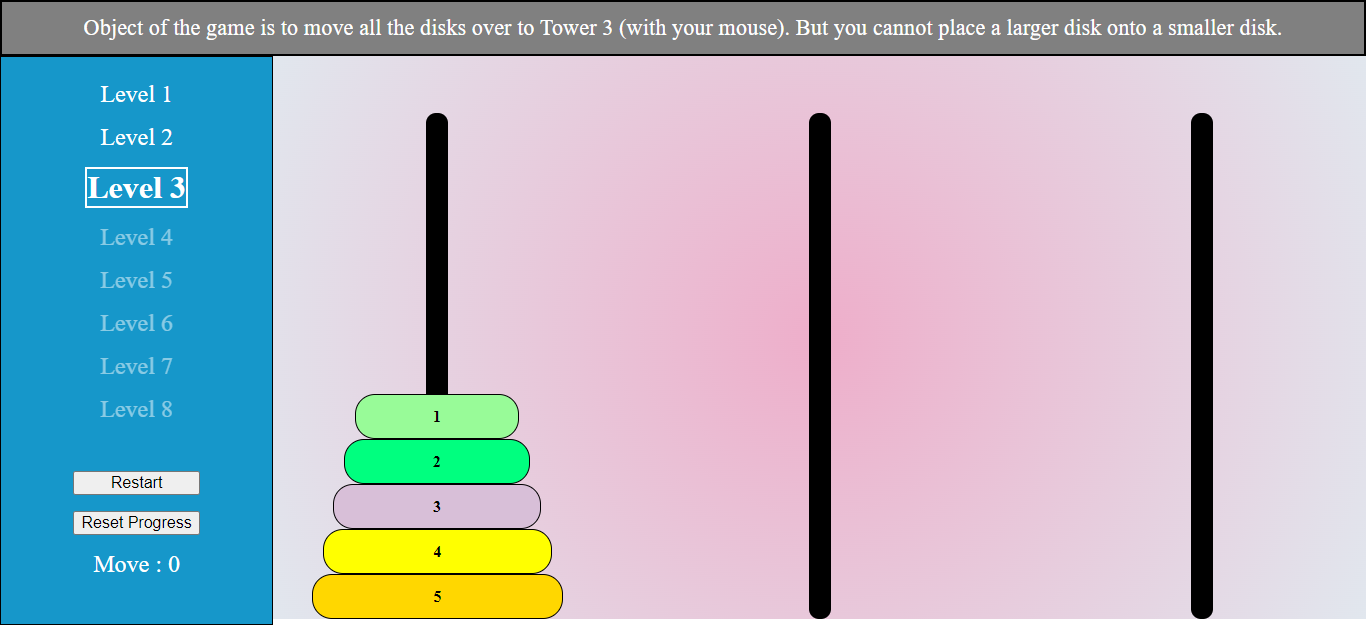 Object of the game is to move all the disks over to Tower 3 (with your mouse). But you cannot place a larger disk onto a smaller disk.
Level 1
Level 2
Level 3
Level 4
Level 5
Level 6
Level 7
Level 8
Restart
Reset Progress
Move : 0
1
2
3
4
5